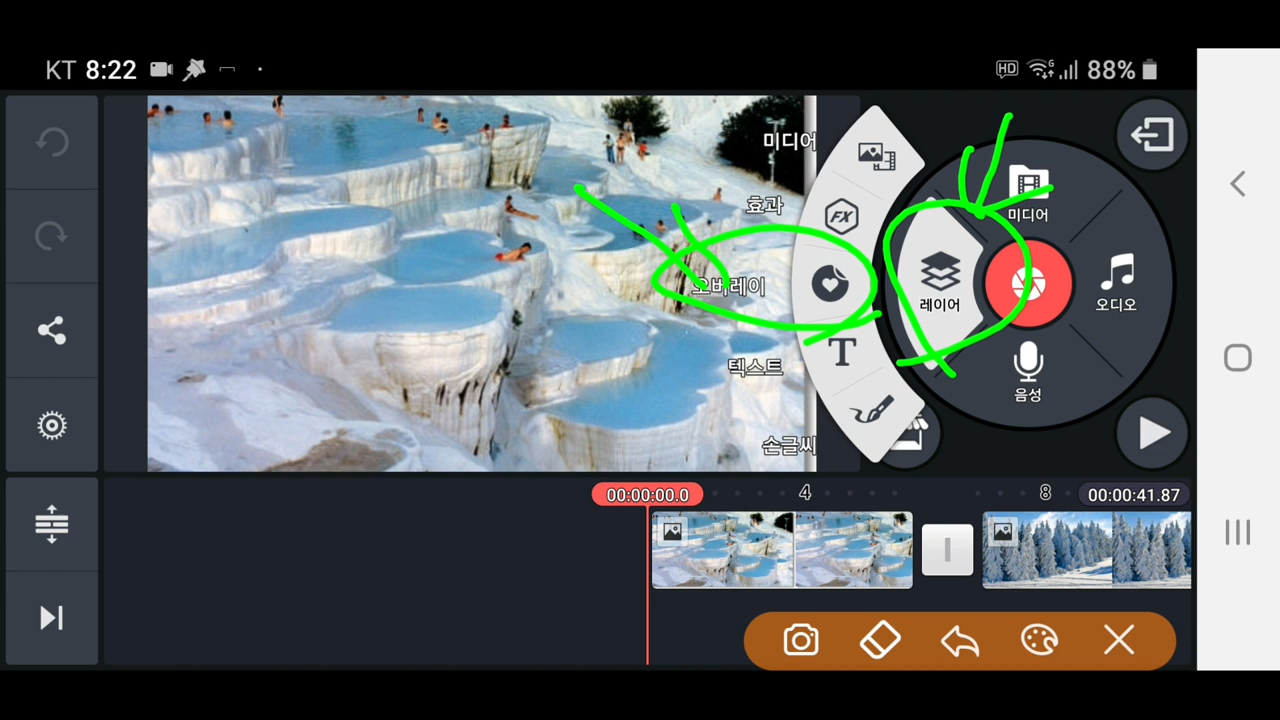 KT 8:22
HD 88%
미디어
효과
오버레이
텍스트
손글씨
FX
T
미디어
레이어
오디오
음성
00:00:00.0
4
8
00:00:41.87